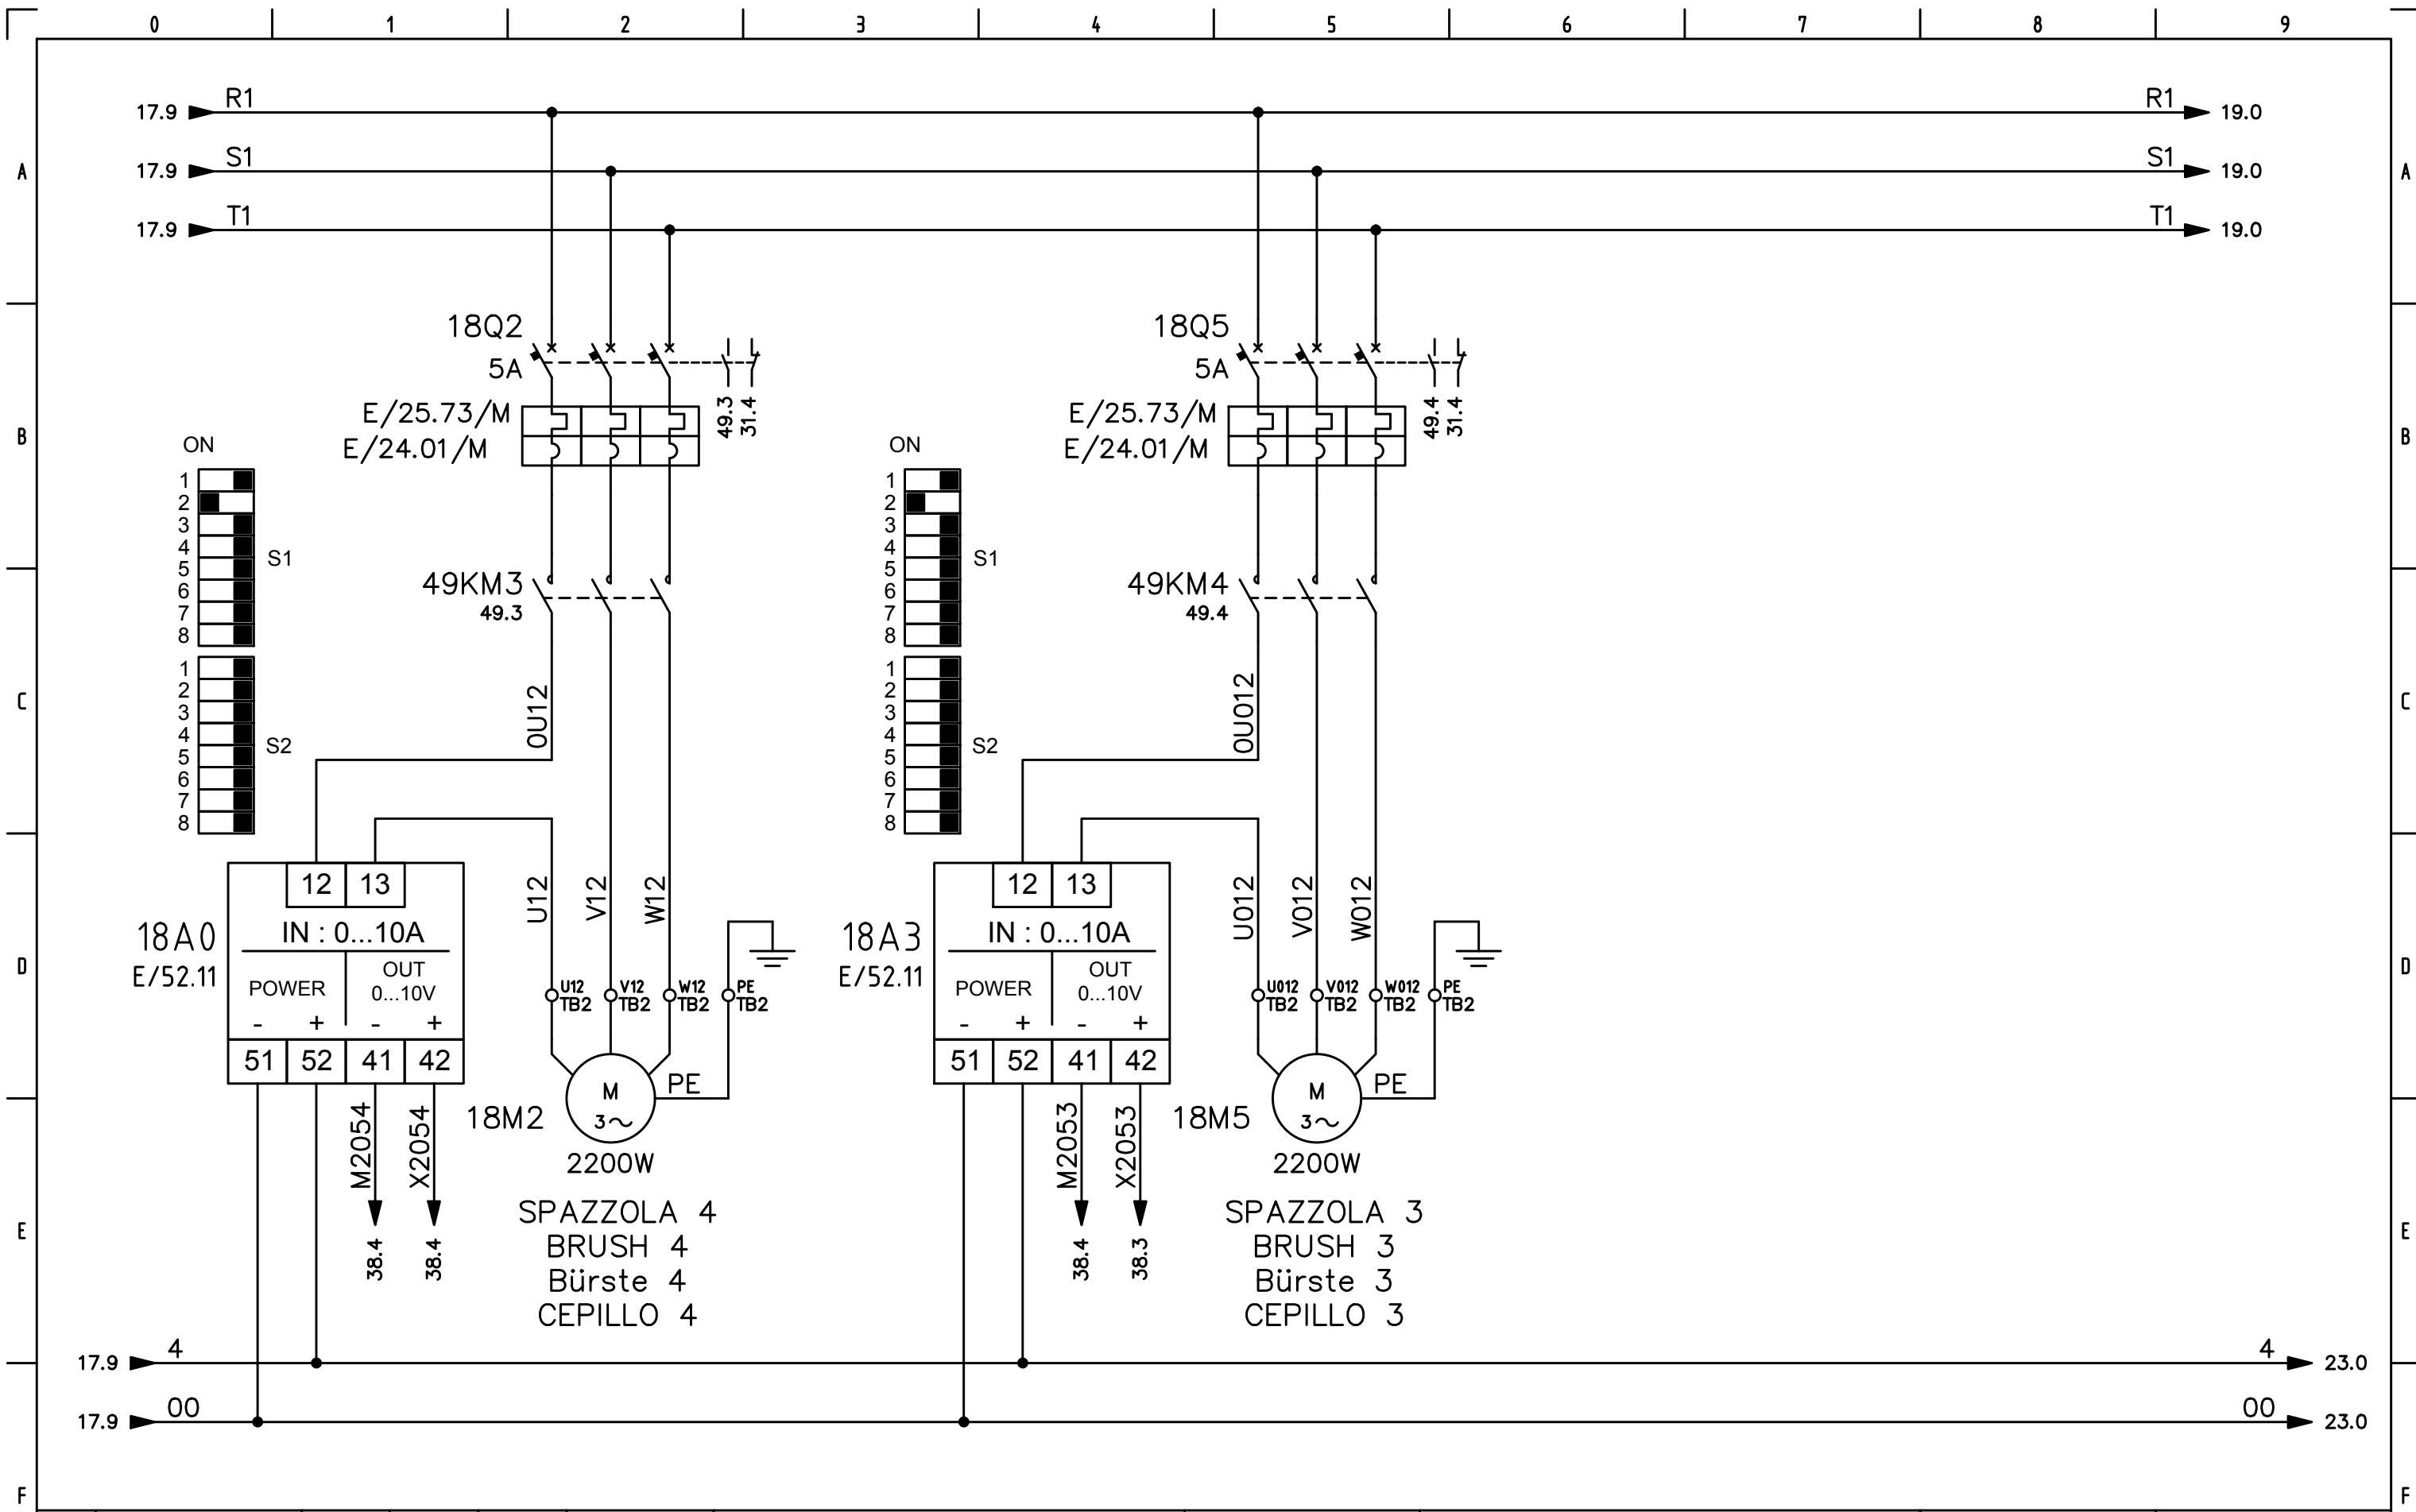 0 1 2 3 4 5 6 7 8 9
17.9 R1 R1 19.0
A 17.9 S1 S1 19.0 A
17.9 T1 T1 19.0
18Q2
5A
E/25.73/M
E/24.01/M
49.3
31.4
18Q5
5A
E/25.73/M
E/24.01/M
49.4
31.4
B B
ON
1
2
3
4
5
6
7
8
S1
1
2
3
4
5
6
7
8
S2
49KM3
49.3
0U12
ON
1
2
3
4
5
6
7
8
S1
1
2
3
4
5
6
7
8
S2
49KM4
49.4
0U012
C C
12 13
18A0
E/52.11
IN : 0...10A
POWER
OUT
0...10V
- + - +
51 52 41 42
U12
V12
W12
U12
TB2
V12
TB2
W12
TB2
PE
TB2
M
3~
PE
18M2
2200W
M2054
X2054
38.4
38.4
SPAZZOLA 4
BRUSH 4
Bürste 4
CEPILLO 4
12 13
18A3
E/52.11
IN : 0...10A
POWER
OUT
0...10V
- + - +
51 52 41 42
U012
V012
W012
U012
TB2
V012
TB2
W012
TB2
PE
TB2
M
3~
PE
18M5
2200W
M2053
X2053
38.4
38.3
SPAZZOLA 3
BRUSH 3
Bürste 3
CEPILLO 3
D D
E E
17.9 4 4 23.0
17.9 00 00 23.0
F F